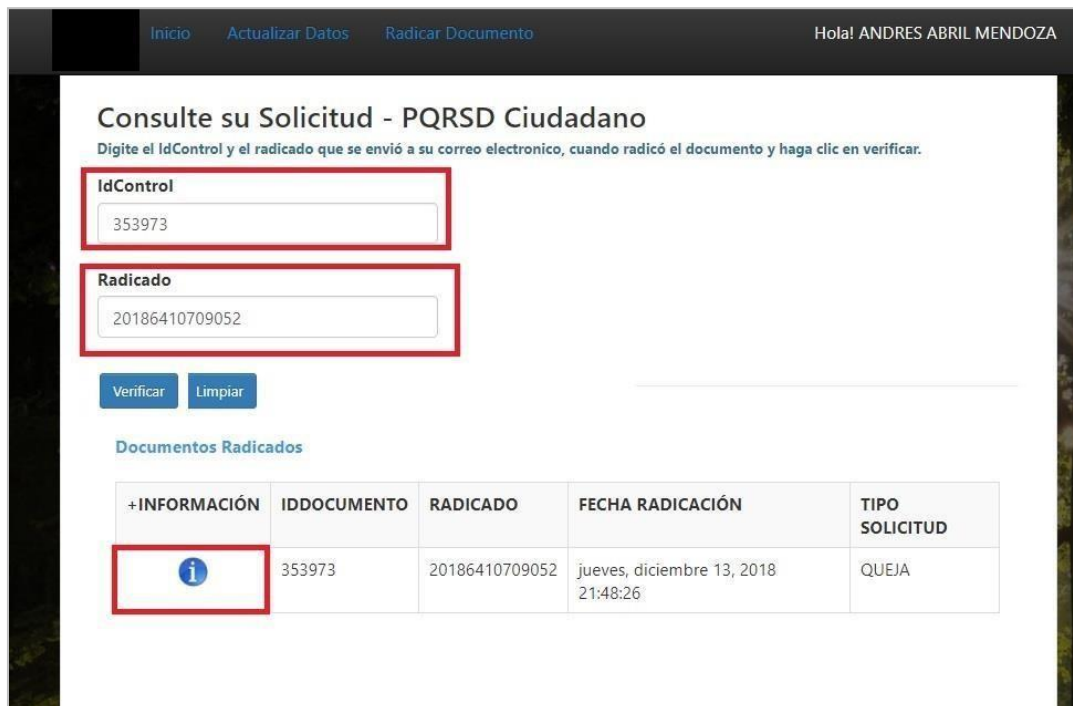 Inicio Actualizar Datos Radicar Documento Hola! ANDRES ABRIL MENDOZA
Consulte su Solicitud - PQRSD Ciudadano
Digite el IdControl y el radicado que se envió a su correo electronico, cuando radicó el documento y haga clic en verificar.
IdControl
353973
Radicado
20186410709052
Verificar Limpiar
Documentos Radicados
+INFORMACIÓN IDDOCUMENTO RADICADO FECHA RADICACIÓN TIPO
SOLICITUD
i 353973 20186410709052 jueves, diciembre 13, 2018 QUEJA
21:48:26